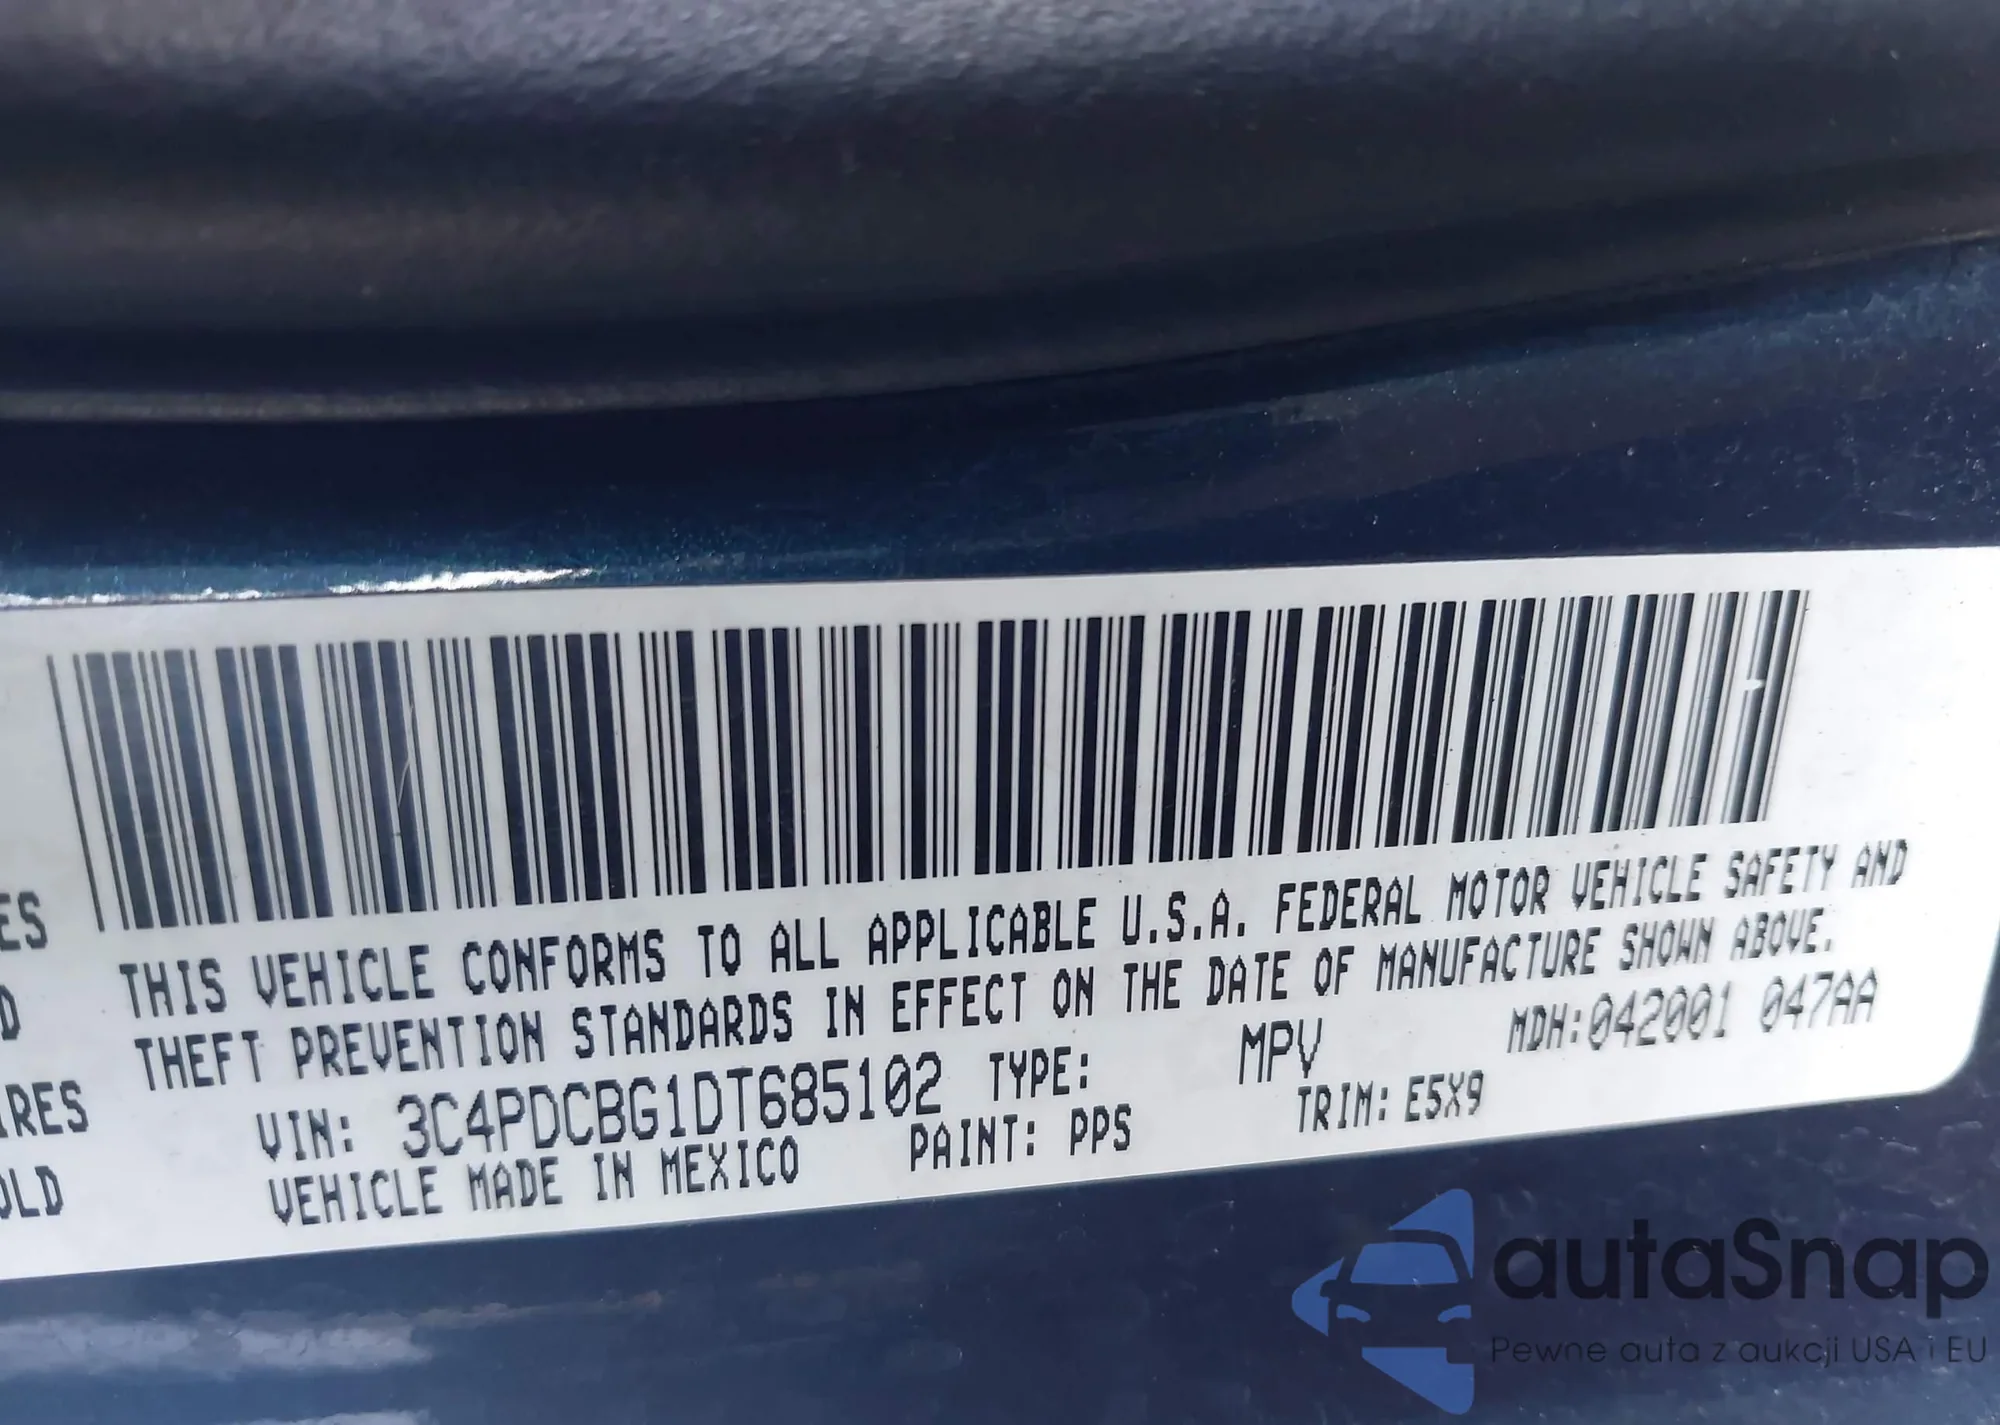 ES
D
IRES
OLD
THIS VEHICLE CONFORMS TO ALL APPLICABLE U.S.A. FEDERAL MOTOR VEHICLE SAFETY AND
THEFT PREVENTION STANDARDS IN EFFECT ON THE DATE OF MANUFACTURE SHOWN ABOVE.
VIN: 3C4PDCBG1DT685102 TYPE: MPV MDH:042001 047AA
VEHICLE MADE IN MEXICO PAINT: PPS TRIM: E5X9
autaSnap
Pewne auta z aukcji USA i EU